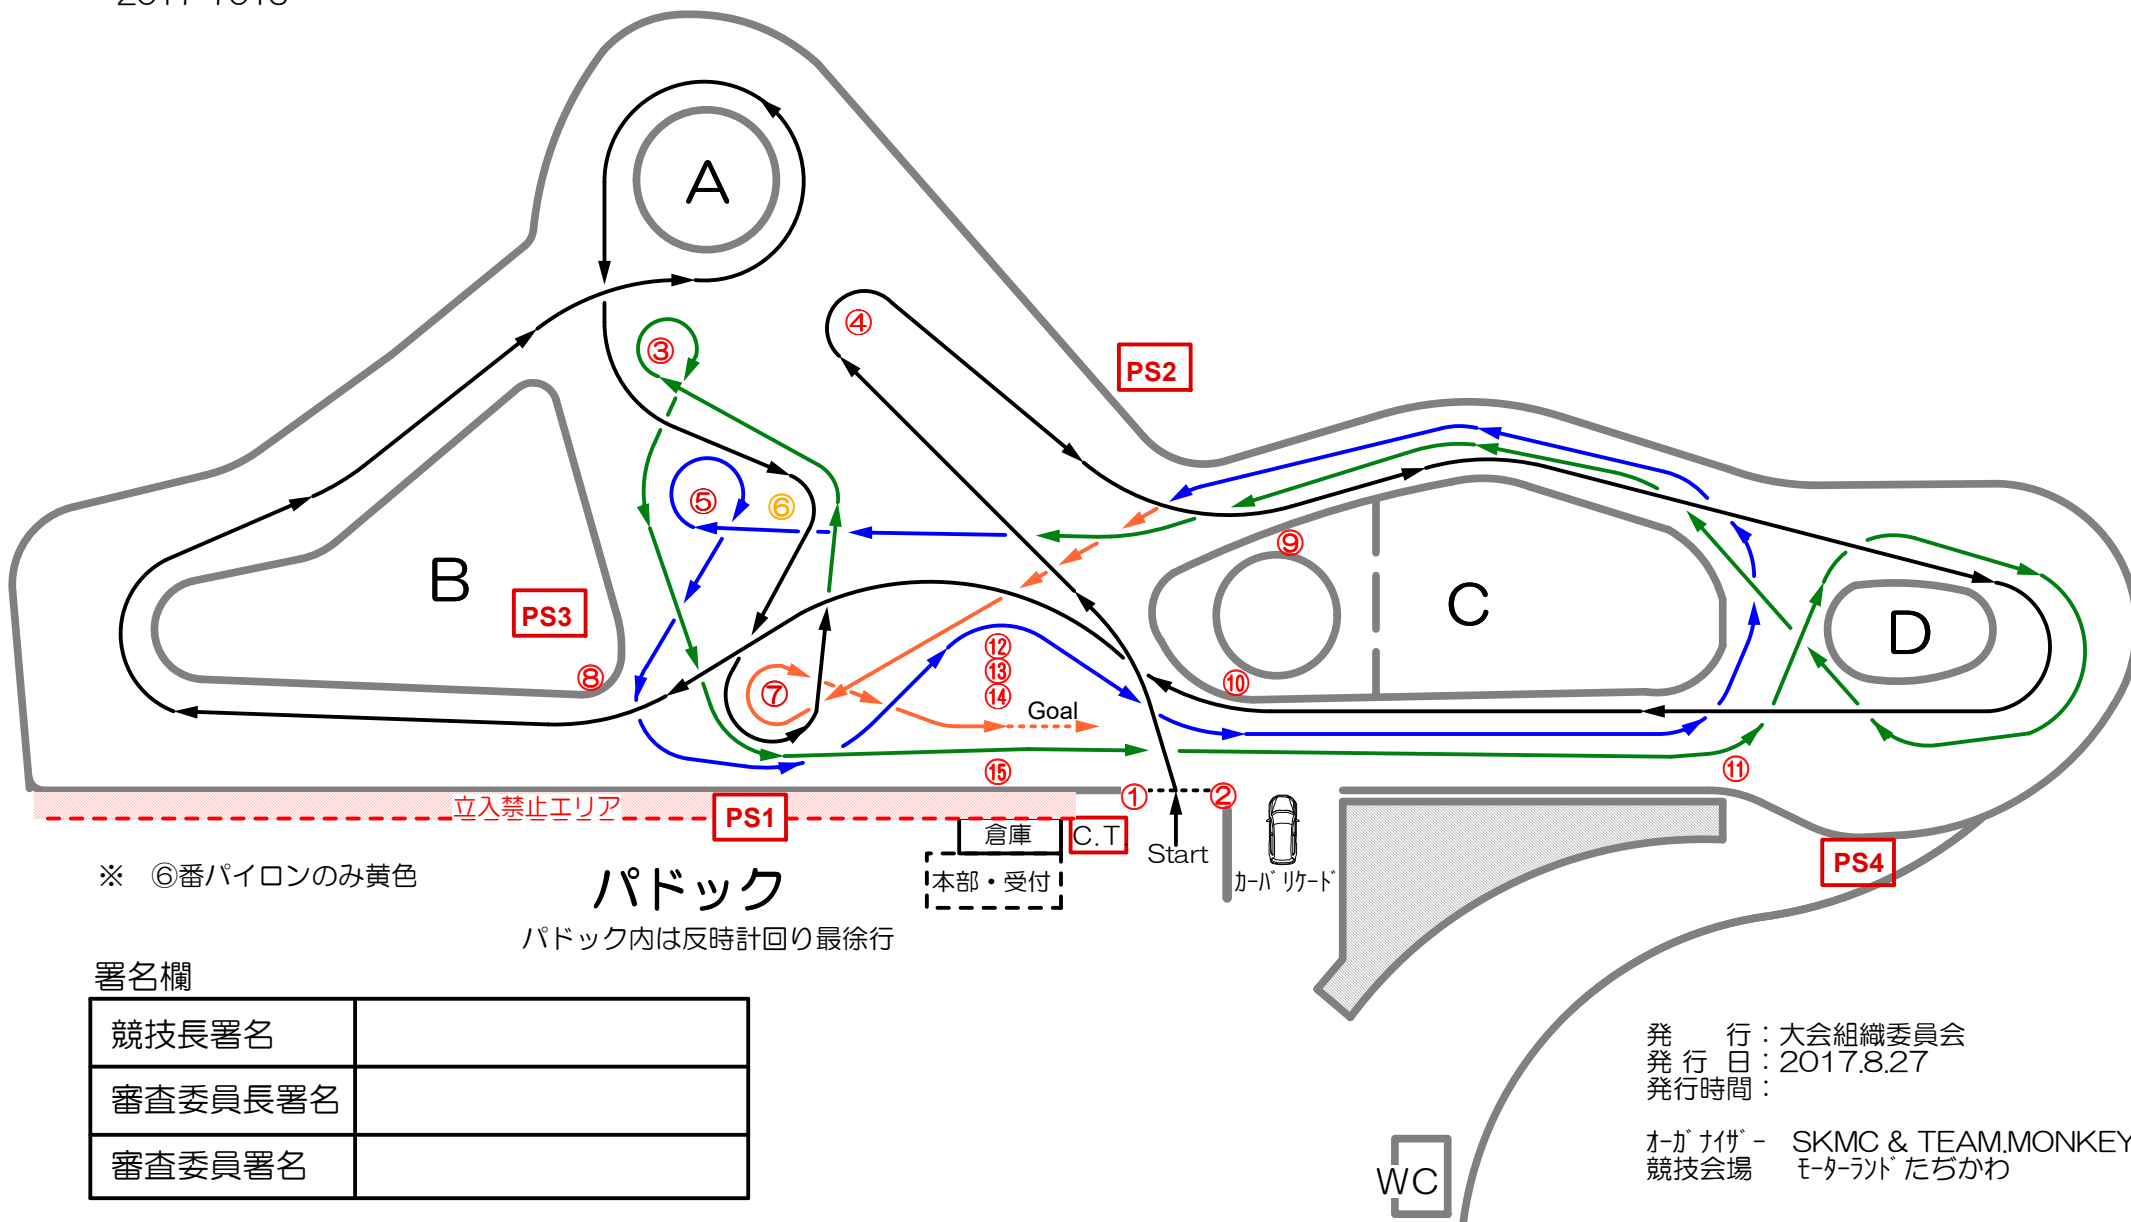 A
④
③
PS2
⑤
⑥
⑨
B
C
D
PS3
⑧
⑦
⑫
⑬
⑭
⑩
Goal
⑮
⑪
①
②
立入禁止エリア
PS1
倉庫
C.T.
Start
カーバリケード
本部・受付
PS4
※ ⑥番パイロンのみ黄色
パドック
パドック内は反時計回り最徐行
署名欄
競技長署名
審査委員長署名
審査委員署名
発 行：大会組織委員会
発 行 日：2017.8.27
発行時間：
オーガナイザー SKMC & TEAM.MONKEY
競技会場 モーターランドたぢかわ
WC